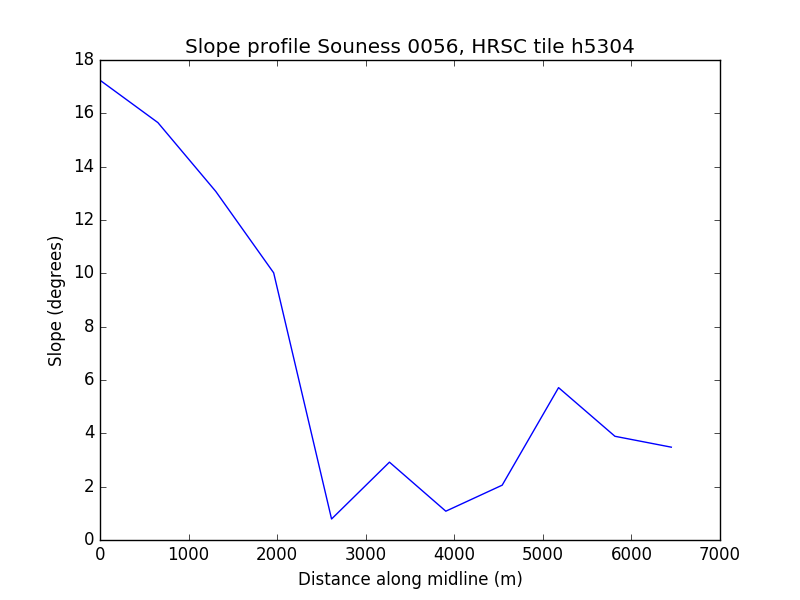 Slope profile Souness 0056, HRSC tile h5304
18
16
14
12
10
8
6
4
2
0
Slope (degrees)
0 1000 2000 3000 4000 5000 6000 7000
Distance along midline (m)